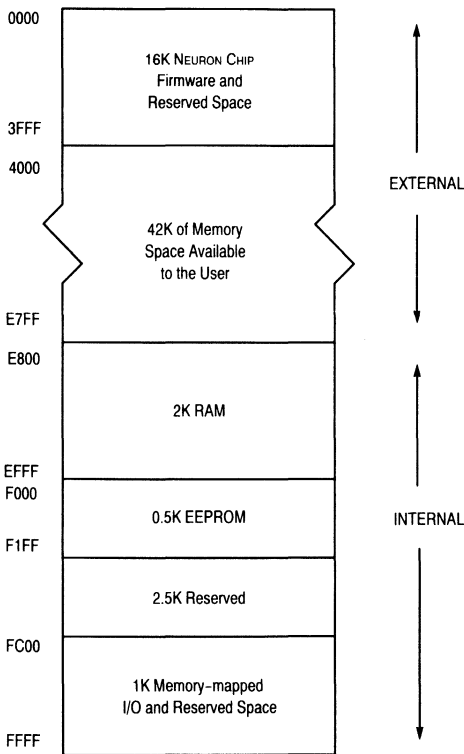 0000
16K NEURON CHIP
Firmware and
Reserved Space
3FFF
4000
EXTERNAL
42K of Memory
Space Available
to the User
E7FF
E800
2K RAM
EFFF
F000
0.5K EEPROM
INTERNAL
F1FF
2.5K Reserved
FC00
1K Memory-mapped
I/O and Reserved Space
FFFF